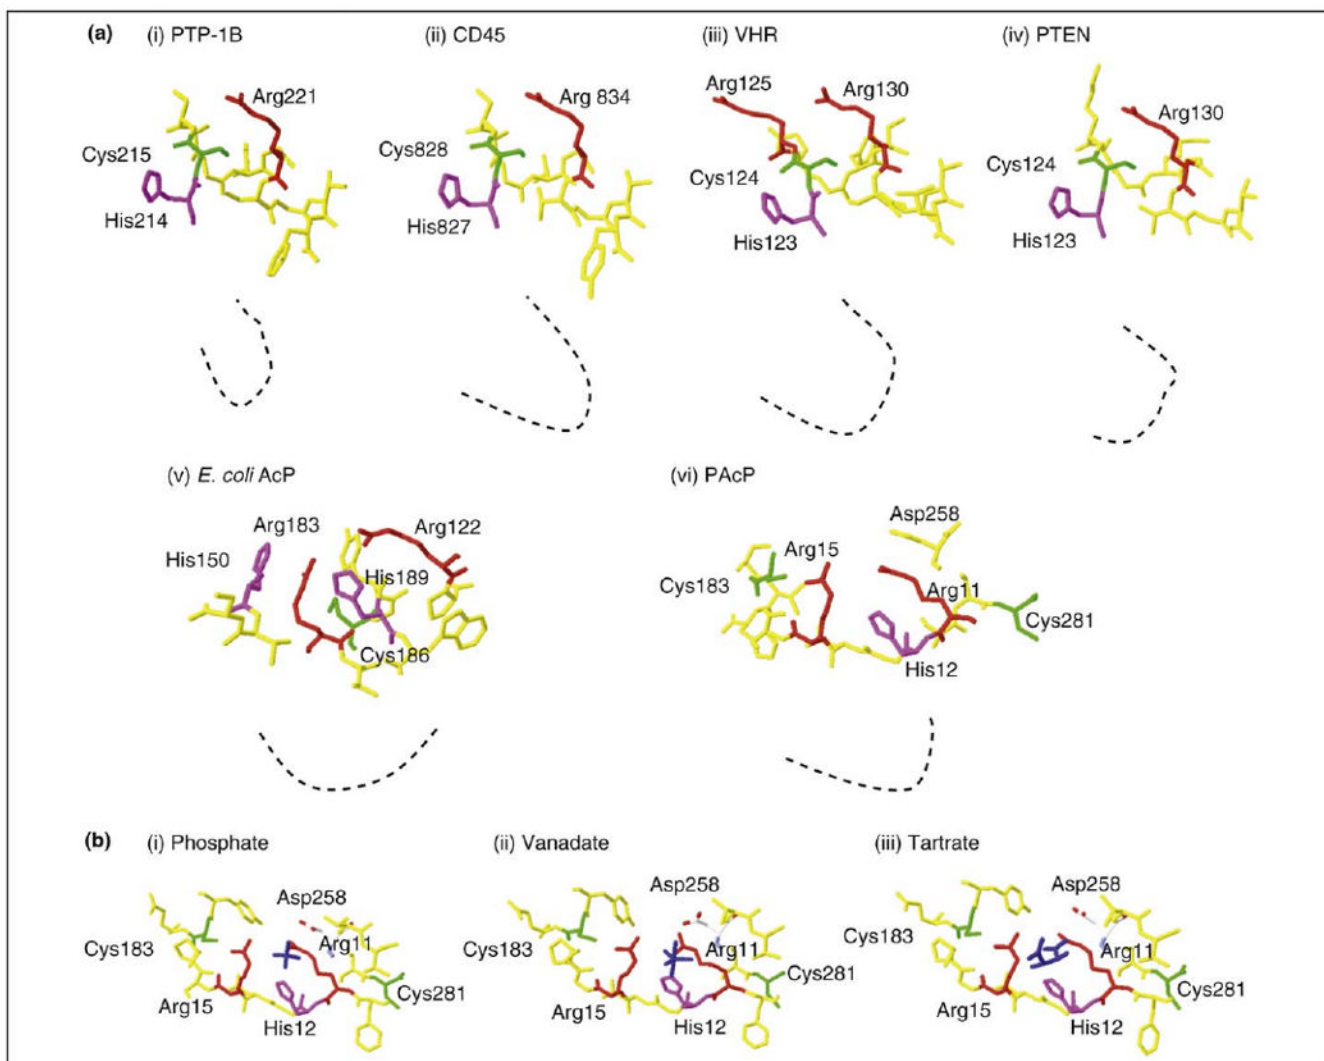 (a) (i) PTP-1B (ii) CD45 (iii) VHR (iv) PTEN
Arg221 Arg 834 Arg125 Arg130 Arg130
Cys215 Cys828 Cys124 Cys124
His214 His827 His123 His123
(v) E. coli AcP (vi) PAcP
Arg183 Arg122 Asp258
His150 His189 Cys183 Arg15 Arg11
Cys186 His12 Cys281
(b) (i) Phosphate (ii) Vanadate (iii) Tartrate
Asp258 Asp258 Asp258
Cys183 Arg11 Cys183 Arg11 Cys183 Arg11
Arg15 His12 Cys281 Arg15 His12 Cys281 Arg15 His12 Cys281